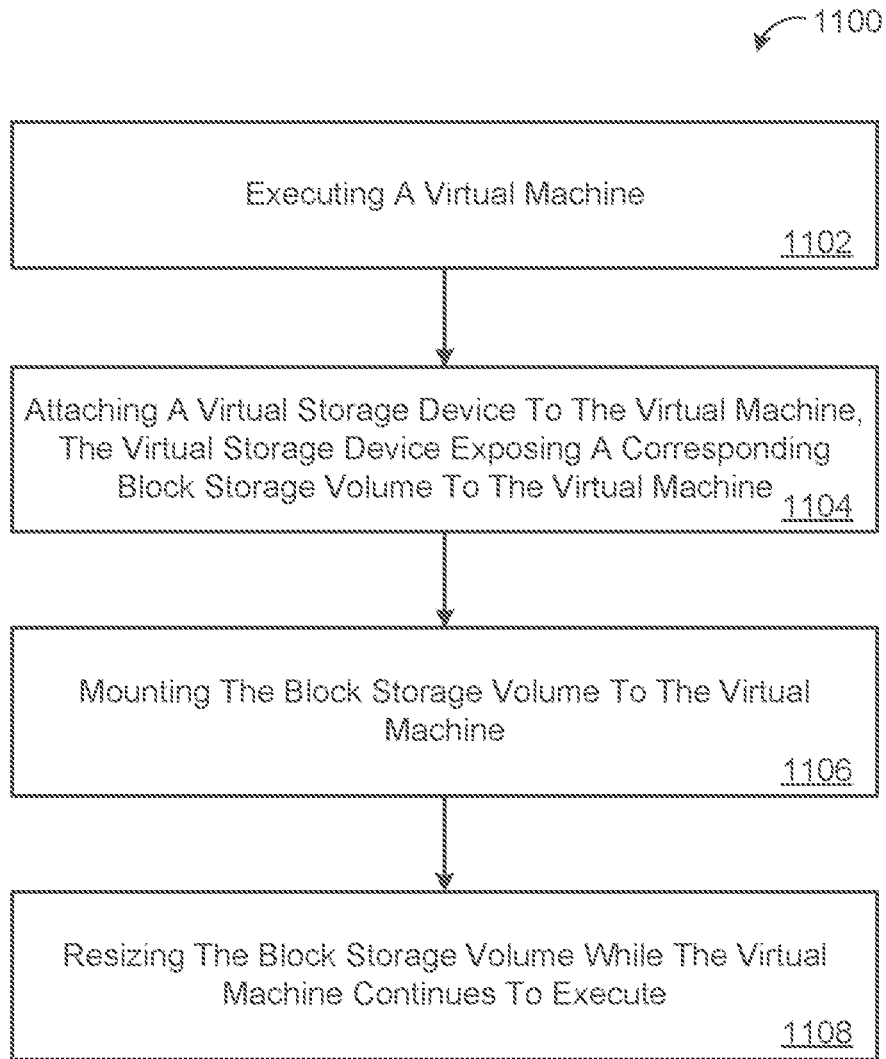 1100
Executing A Virtual Machine
1102
Attaching A Virtual Storage Device To The Virtual Machine,
The Virtual Storage Device Exposing A Corresponding
Block Storage Volume To The Virtual Machine
1104
Mounting The Block Storage Volume To The Virtual
Machine
1106
Resizing The Block Storage Volume While The Virtual
Machine Continues To Execute
1108